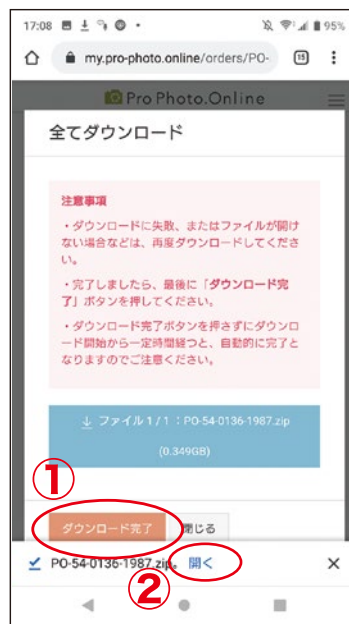 17:08 95%
my.pro-photo.online/orders/PO- 15
Pro Photo.Online
全てダウンロード
注意事項
・ダウンロードに失敗、またはファイルが開け
ない場合などは、再度ダウンロードしてくださ
い。
・完了しましたら、最後に「ダウンロード完
了」ボタンを押してください。
・ダウンロード完了ボタンを押さずにダウンロ
ード開始から一定時間経つと、自動的に完了と
なりますのでご注意ください。
ファイル 1 / 1 : PO-54-0136-1987.zip
(0.349GB)
①
ダウンロード完了 閉じる
PO-54-0136-1987.zip。 開く
②